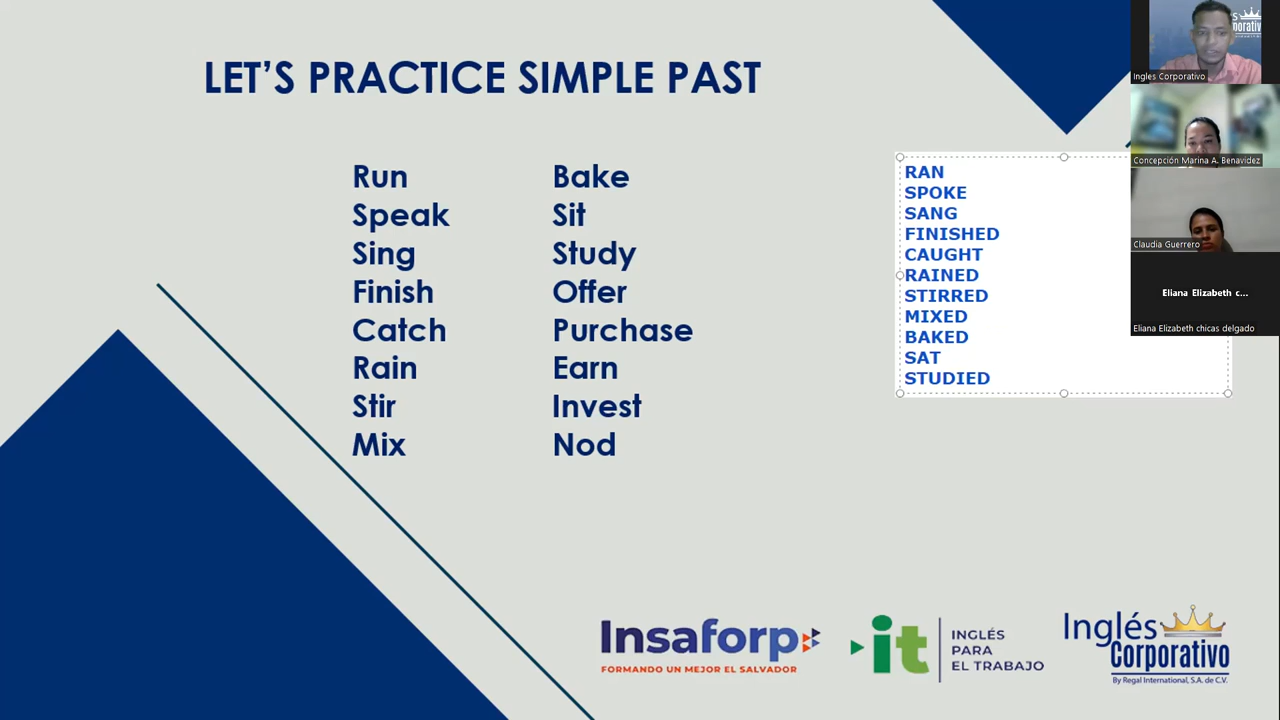 LET'S PRACTICE SIMPLE PAST
Run
Speak
Sing
Finish
Catch
Rain
Stir
Mix
Bake
Sit
Study
Offer
Purchase
Earn
Invest
Nod
RAN
SPOKE
SANG
FINISHED
CAUGHT
RAINED
STIRRED
MIXED
BAKED
SAT
STUDIED
Ingles Corporativo
Concepción Marina A. Benavidez
Claudia Guerrero
Eliana Elizabeth c...
Eliana Elizabeth chicas delgado
Insaforp
FORMANDO UN MEJOR EL SALVADOR
it
INGLÉS
PARA
EL TRABAJO
Inglés
Corporativo
By Regal International, S.A. de C.V.